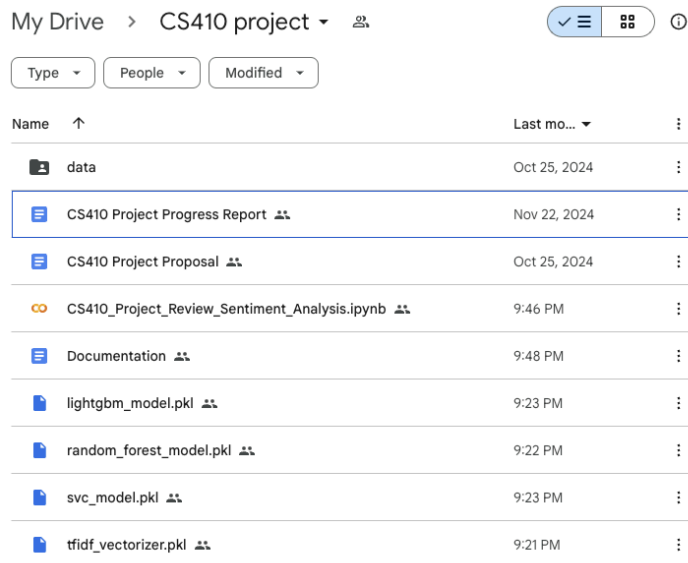 My Drive > CS410 project
Type People Modified
Name Last mo...
data Oct 25, 2024
CS410 Project Progress Report Nov 22, 2024
CS410 Project Proposal Oct 25, 2024
CS410_Project_Review_Sentiment_Analysis.ipynb 9:46 PM
Documentation 9:48 PM
lightgbm_model.pkl 9:23 PM
random_forest_model.pkl 9:22 PM
svc_model.pkl 9:23 PM
tfidf_vectorizer.pkl 9:21 PM